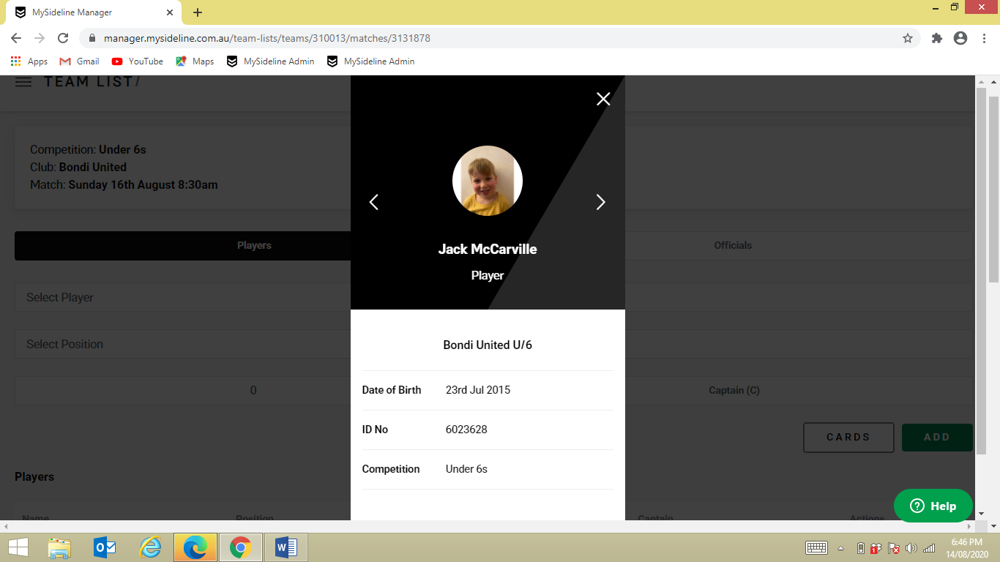 MySideline Manager
manager.mysideline.com.au/team-lists/teams/310013/matches/3131878
Apps Gmail YouTube Maps MySideline Admin MySideline Admin
TEAM LIST/
Competition: Under 6s
Club: Bondi United
Match: Sunday 16th August 8:30am
Players
Officials
Select Player
Select Position
0
Captain (C)
CARDS
ADD
Players
Name Position Captain Actions
Jack McCarville
Player
Bondi United U/6
Date of Birth 23rd Jul 2015
ID No 6023628
Competition Under 6s
Help
6:46 PM
14/08/2020